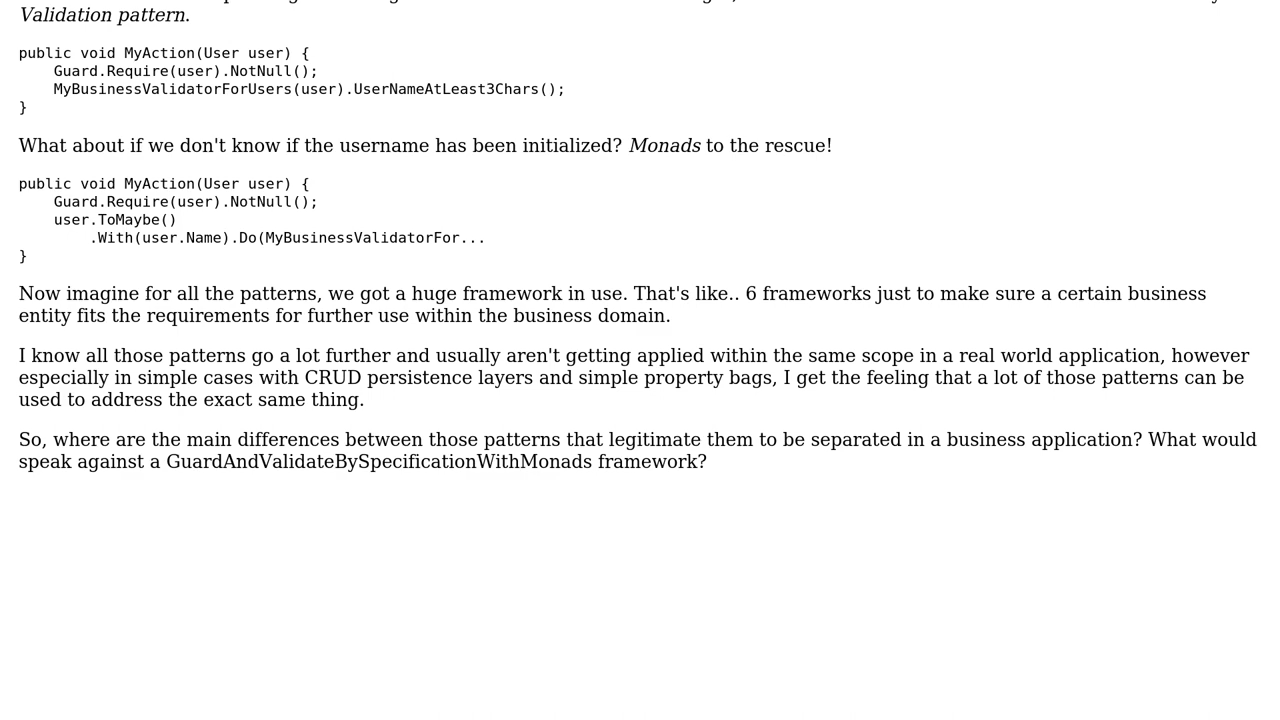 Validation pattern.
public void MyAction(User user) {
    Guard.Require(user).NotNull();
    MyBusinessValidatorForUsers(user).UserNameAtLeast3Chars();
}
What about if we don't know if the username has been initialized? Monads to the rescue!
public void MyAction(User user) {
    Guard.Require(user).NotNull();
    user.ToMaybe()
        .With(user.Name).Do(MyBusinessValidatorFor...
}
Now imagine for all the patterns, we got a huge framework in use. That's like.. 6 frameworks just to make sure a certain business
entity fits the requirements for further use within the business domain.
I know all those patterns go a lot further and usually aren't getting applied within the same scope in a real world application, however
especially in simple cases with CRUD persistence layers and simple property bags, I get the feeling that a lot of those patterns can be
used to address the exact same thing.
So, where are the main differences between those patterns that legitimate them to be separated in a business application? What would
speak against a GuardAndValidateBySpecificationWithMonads framework?